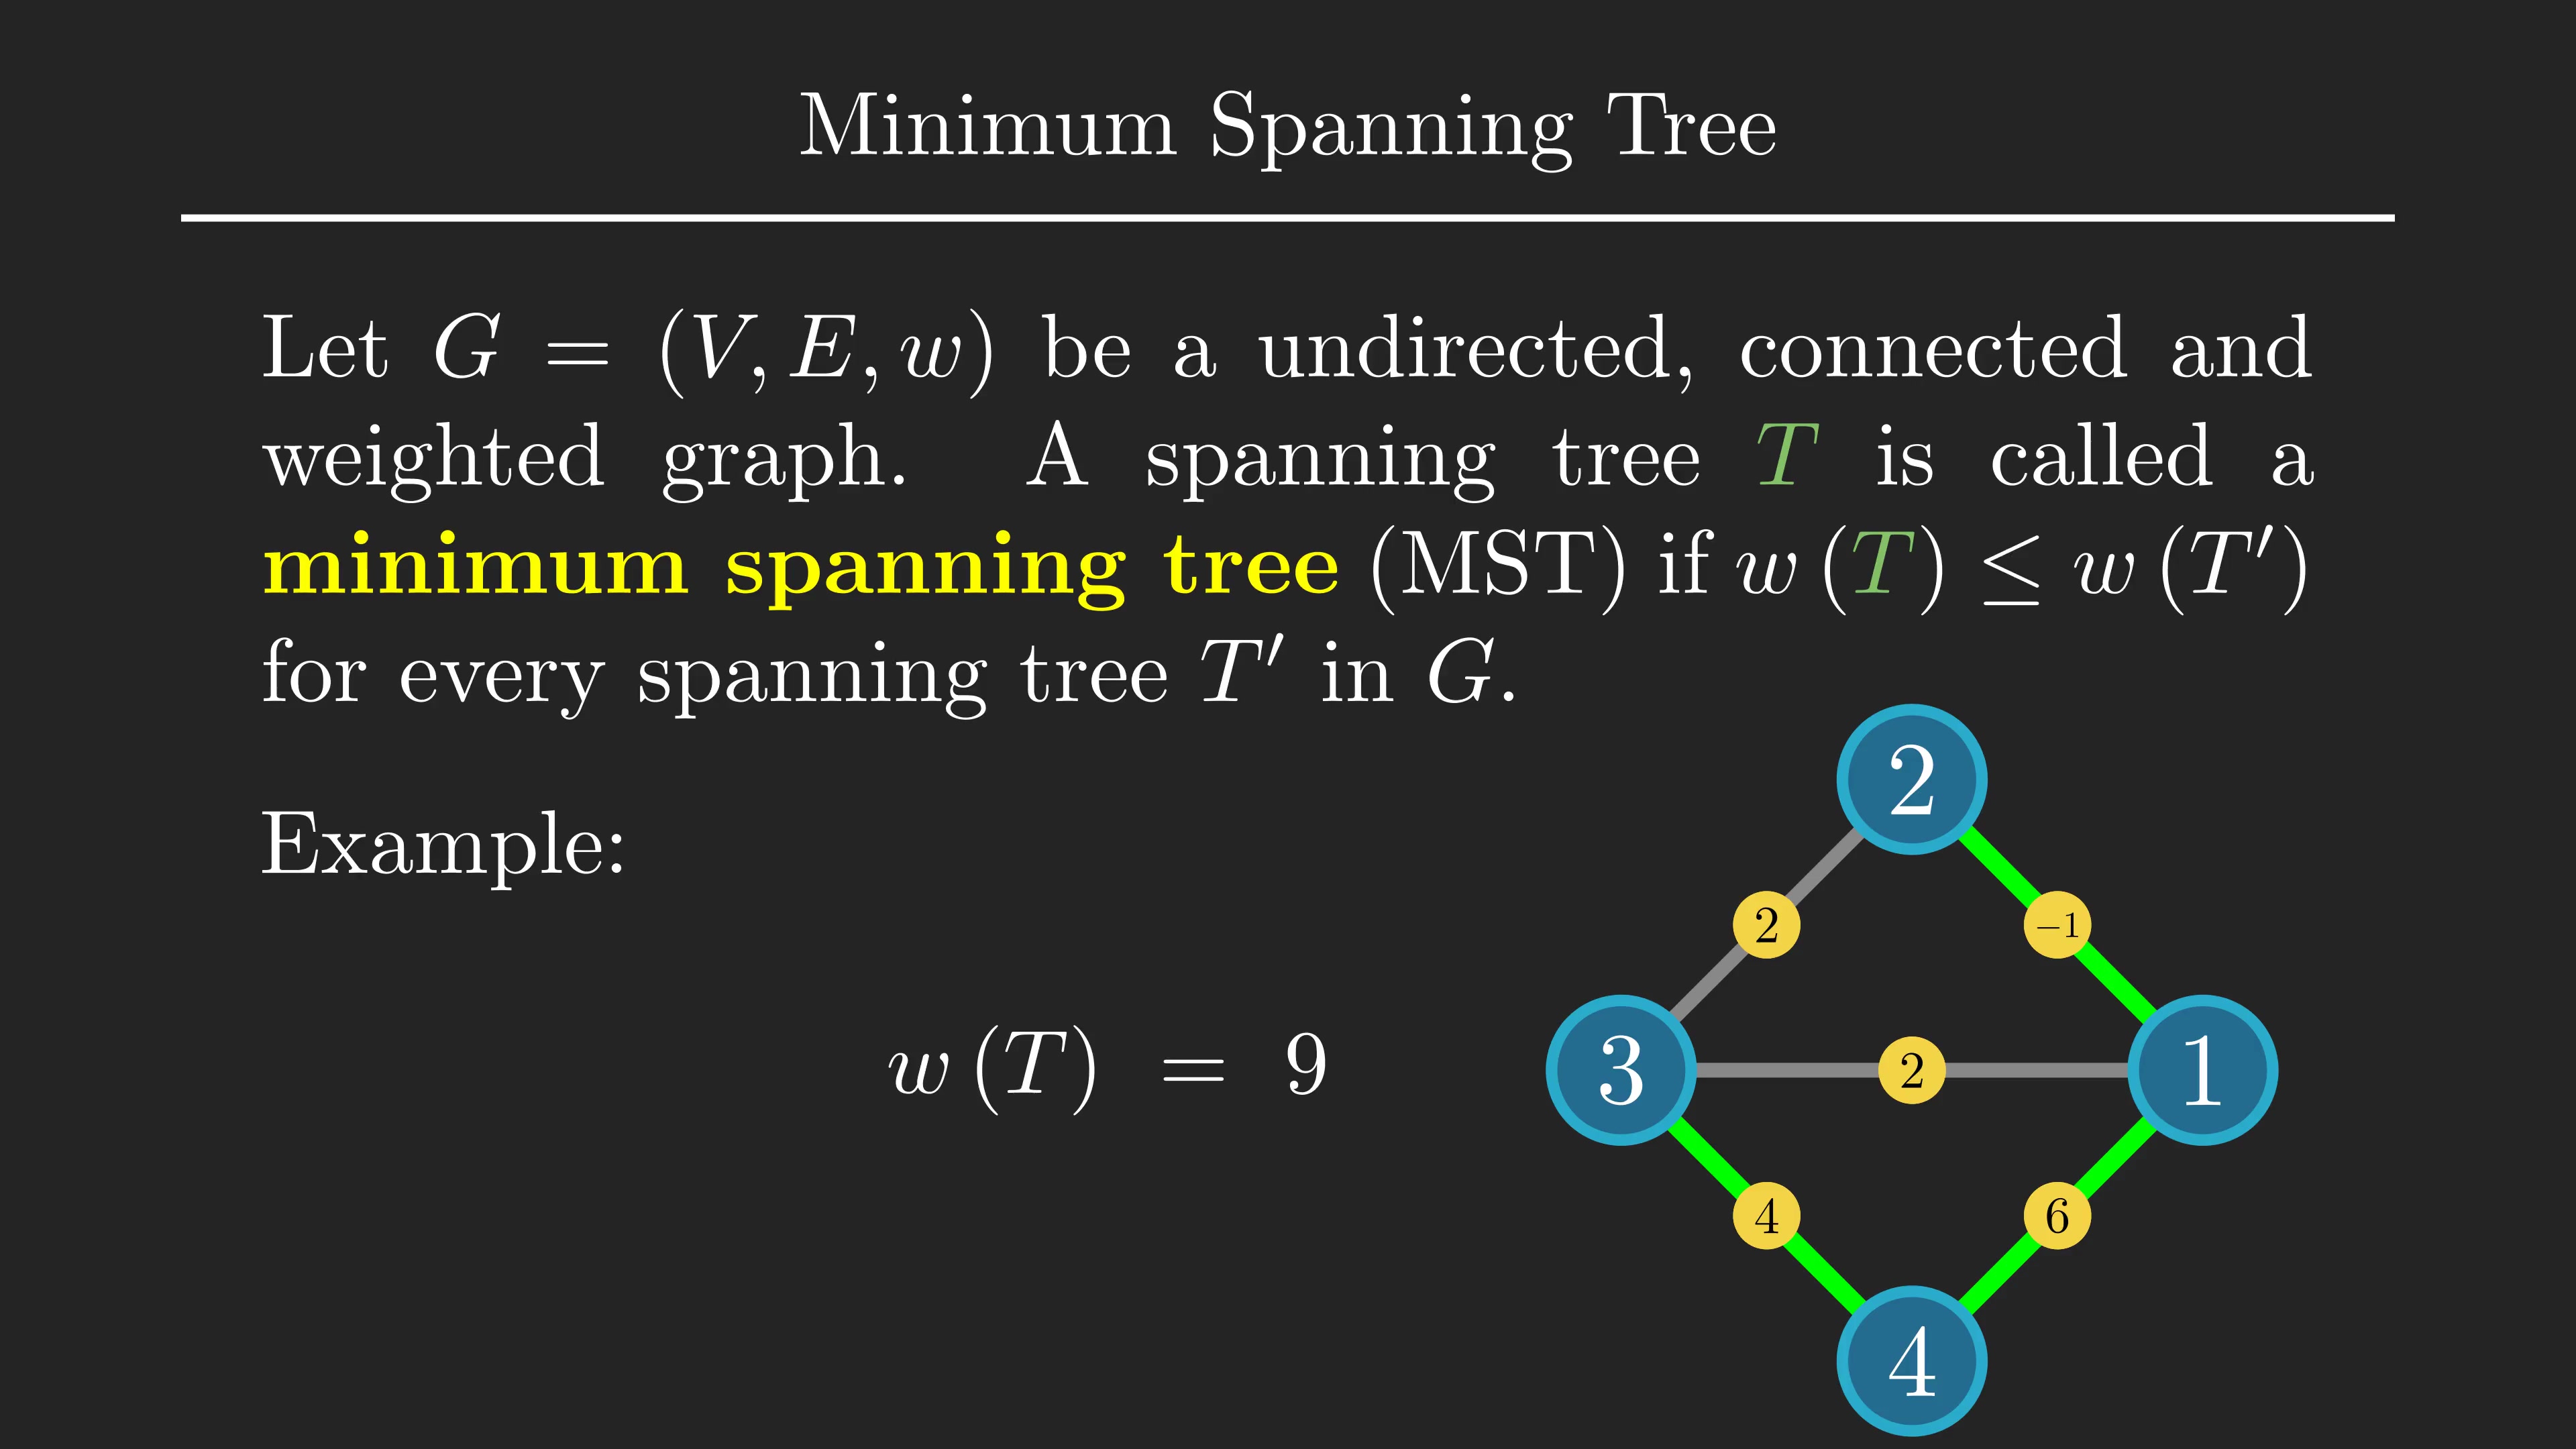 Minimum Spanning Tree
Let G = (V, E, w) be a undirected, connected and
weighted graph. A spanning tree T is called a
minimum spanning tree (MST) if w (T) ≤ w (T′)
for every spanning tree T′ in G.
2
Example:
2 −1
w (T) = 9
3 2 1
4 6
4